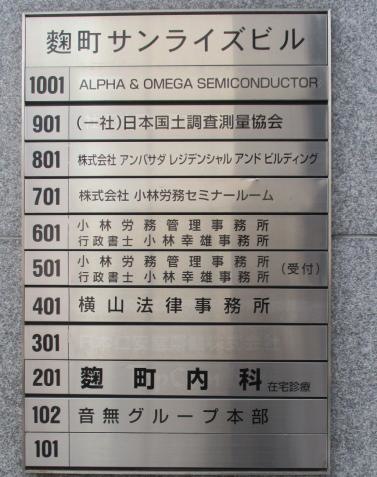 麴町サンライズビル
1001 ALPHA & OMEGA SEMICONDUCTOR
901 (一社)日本国土調査測量協会
801 株式会社 アンバサダ レジデンシャル アンド ビルディング
701 株式会社 小林労務セミナールーム
601 小林労務管理事務所
行政書士 小林幸雄事務所
501 小林労務管理事務所
行政書士 小林幸雄事務所 (受付)
401 横山法律事務所
301
201 麴町内科 在宅診療
102 音無グループ本部
101